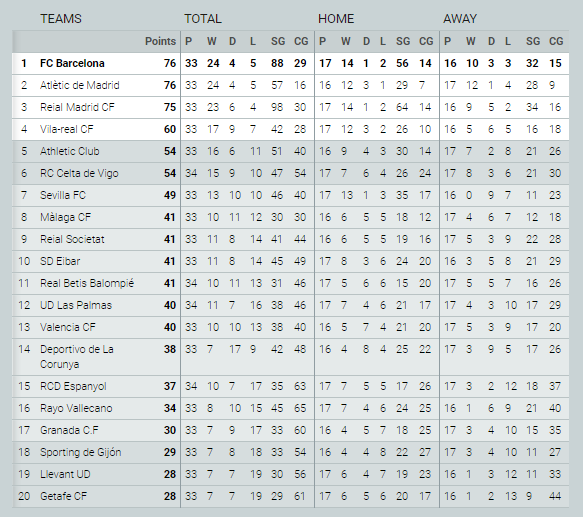 TEAMS TOTAL HOME AWAY
Points P W D L SG CG P W D L SG CG P W D L SG CG
1 FC Barcelona 76 33 24 4 5 88 29 17 14 1 2 56 14 16 10 3 3 32 15
2 Atlètic de Madrid 76 33 24 4 5 57 16 16 12 3 1 29 7 17 12 1 4 28 9
3 Reial Madrid CF 75 33 23 6 4 98 30 17 14 1 2 64 14 16 9 5 2 34 16
4 Vila-real CF 60 33 17 9 7 42 28 17 12 3 2 26 10 16 5 6 5 16 18
5 Athletic Club 54 33 16 6 11 51 40 16 9 4 3 30 14 17 7 2 8 21 26
6 RC Celta de Vigo 54 34 15 9 10 47 54 17 7 6 4 26 24 17 8 3 6 21 30
7 Sevilla FC 49 33 13 10 10 46 40 17 13 1 3 35 17 16 0 9 7 11 23
8 Màlaga CF 41 33 10 11 12 30 30 16 6 5 5 18 12 17 4 6 7 12 18
9 Reial Societat 41 33 11 8 14 41 44 16 6 5 5 19 16 17 5 3 9 22 28
10 SD Eibar 41 33 11 8 14 45 49 17 8 3 6 24 20 16 3 5 8 21 29
11 Real Betis Balompié 41 34 10 11 13 31 46 17 5 6 6 15 20 17 5 5 7 16 26
12 UD Las Palmas 40 34 11 7 16 38 46 17 7 4 6 21 17 17 4 3 10 17 29
13 Valencia CF 40 33 10 10 13 38 40 16 5 7 4 21 20 17 5 3 9 17 20
14 Deportivo de La 38 33 7 17 9 42 48 16 4 8 4 25 22 17 3 9 5 17 26
Corunya
15 RCD Espanyol 37 34 10 7 17 35 63 17 7 5 5 17 26 17 3 2 12 18 37
16 Rayo Vallecano 34 33 8 10 15 45 65 17 7 4 6 24 25 16 1 6 9 21 40
17 Granada C.F 30 33 7 9 17 33 60 16 4 5 7 18 25 17 3 4 10 15 35
18 Sporting de Gijón 29 33 7 8 18 33 54 16 4 4 8 22 27 17 3 4 10 11 27
19 Llevant UD 28 33 7 7 19 30 56 17 6 4 7 19 23 16 1 3 12 11 33
20 Getafe CF 28 33 7 7 19 29 61 17 6 5 6 20 17 16 1 2 13 9 44